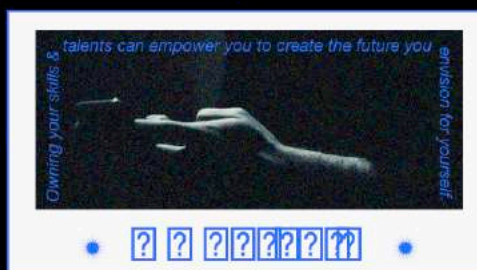 Owning your skills &
talents can empower you to create the future you
envision for yourself